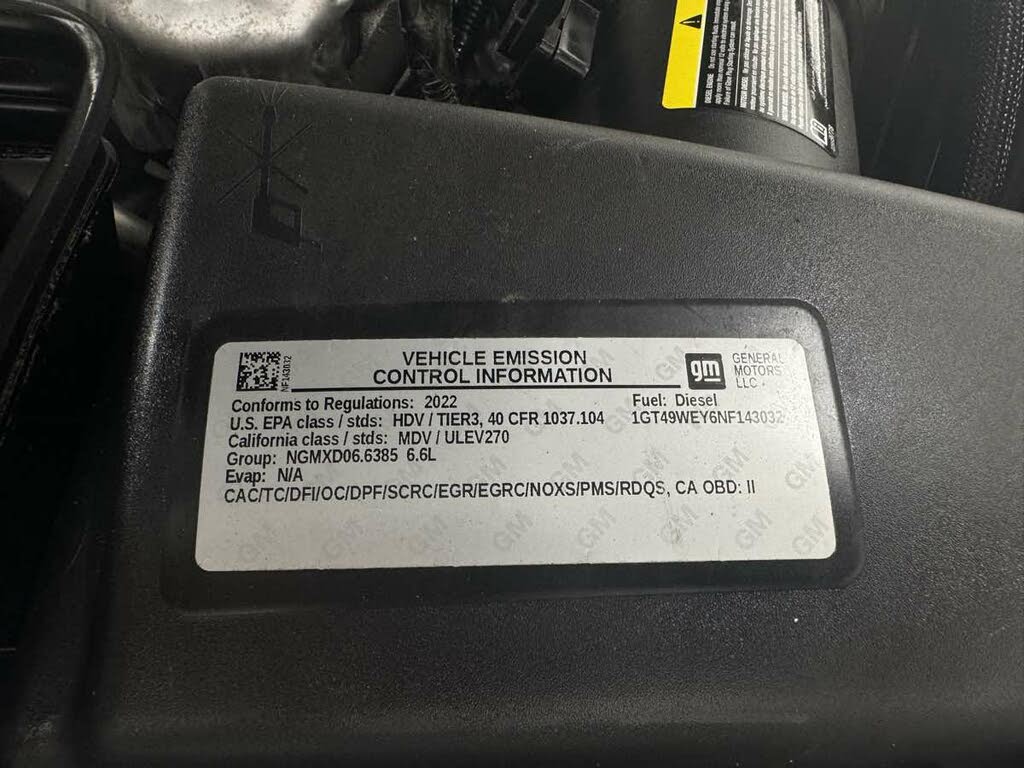 DIESEL ENGINE
NF143032
VEHICLE EMISSION
CONTROL INFORMATION
gm
GENERAL
MOTORS
LLC
Conforms to Regulations: 2022
Fuel: Diesel
U.S. EPA class / stds: HDV / TIER3, 40 CFR 1037.104
1GT49WEY6NF143032
California class / stds: MDV / ULEV270
Group: NGMXD06.6385 6.6L
Evap: N/A
CAC/TC/DFI/OC/DPF/SCRC/EGR/EGRC/NOXS/PMS/RDQS, CA OBD: II